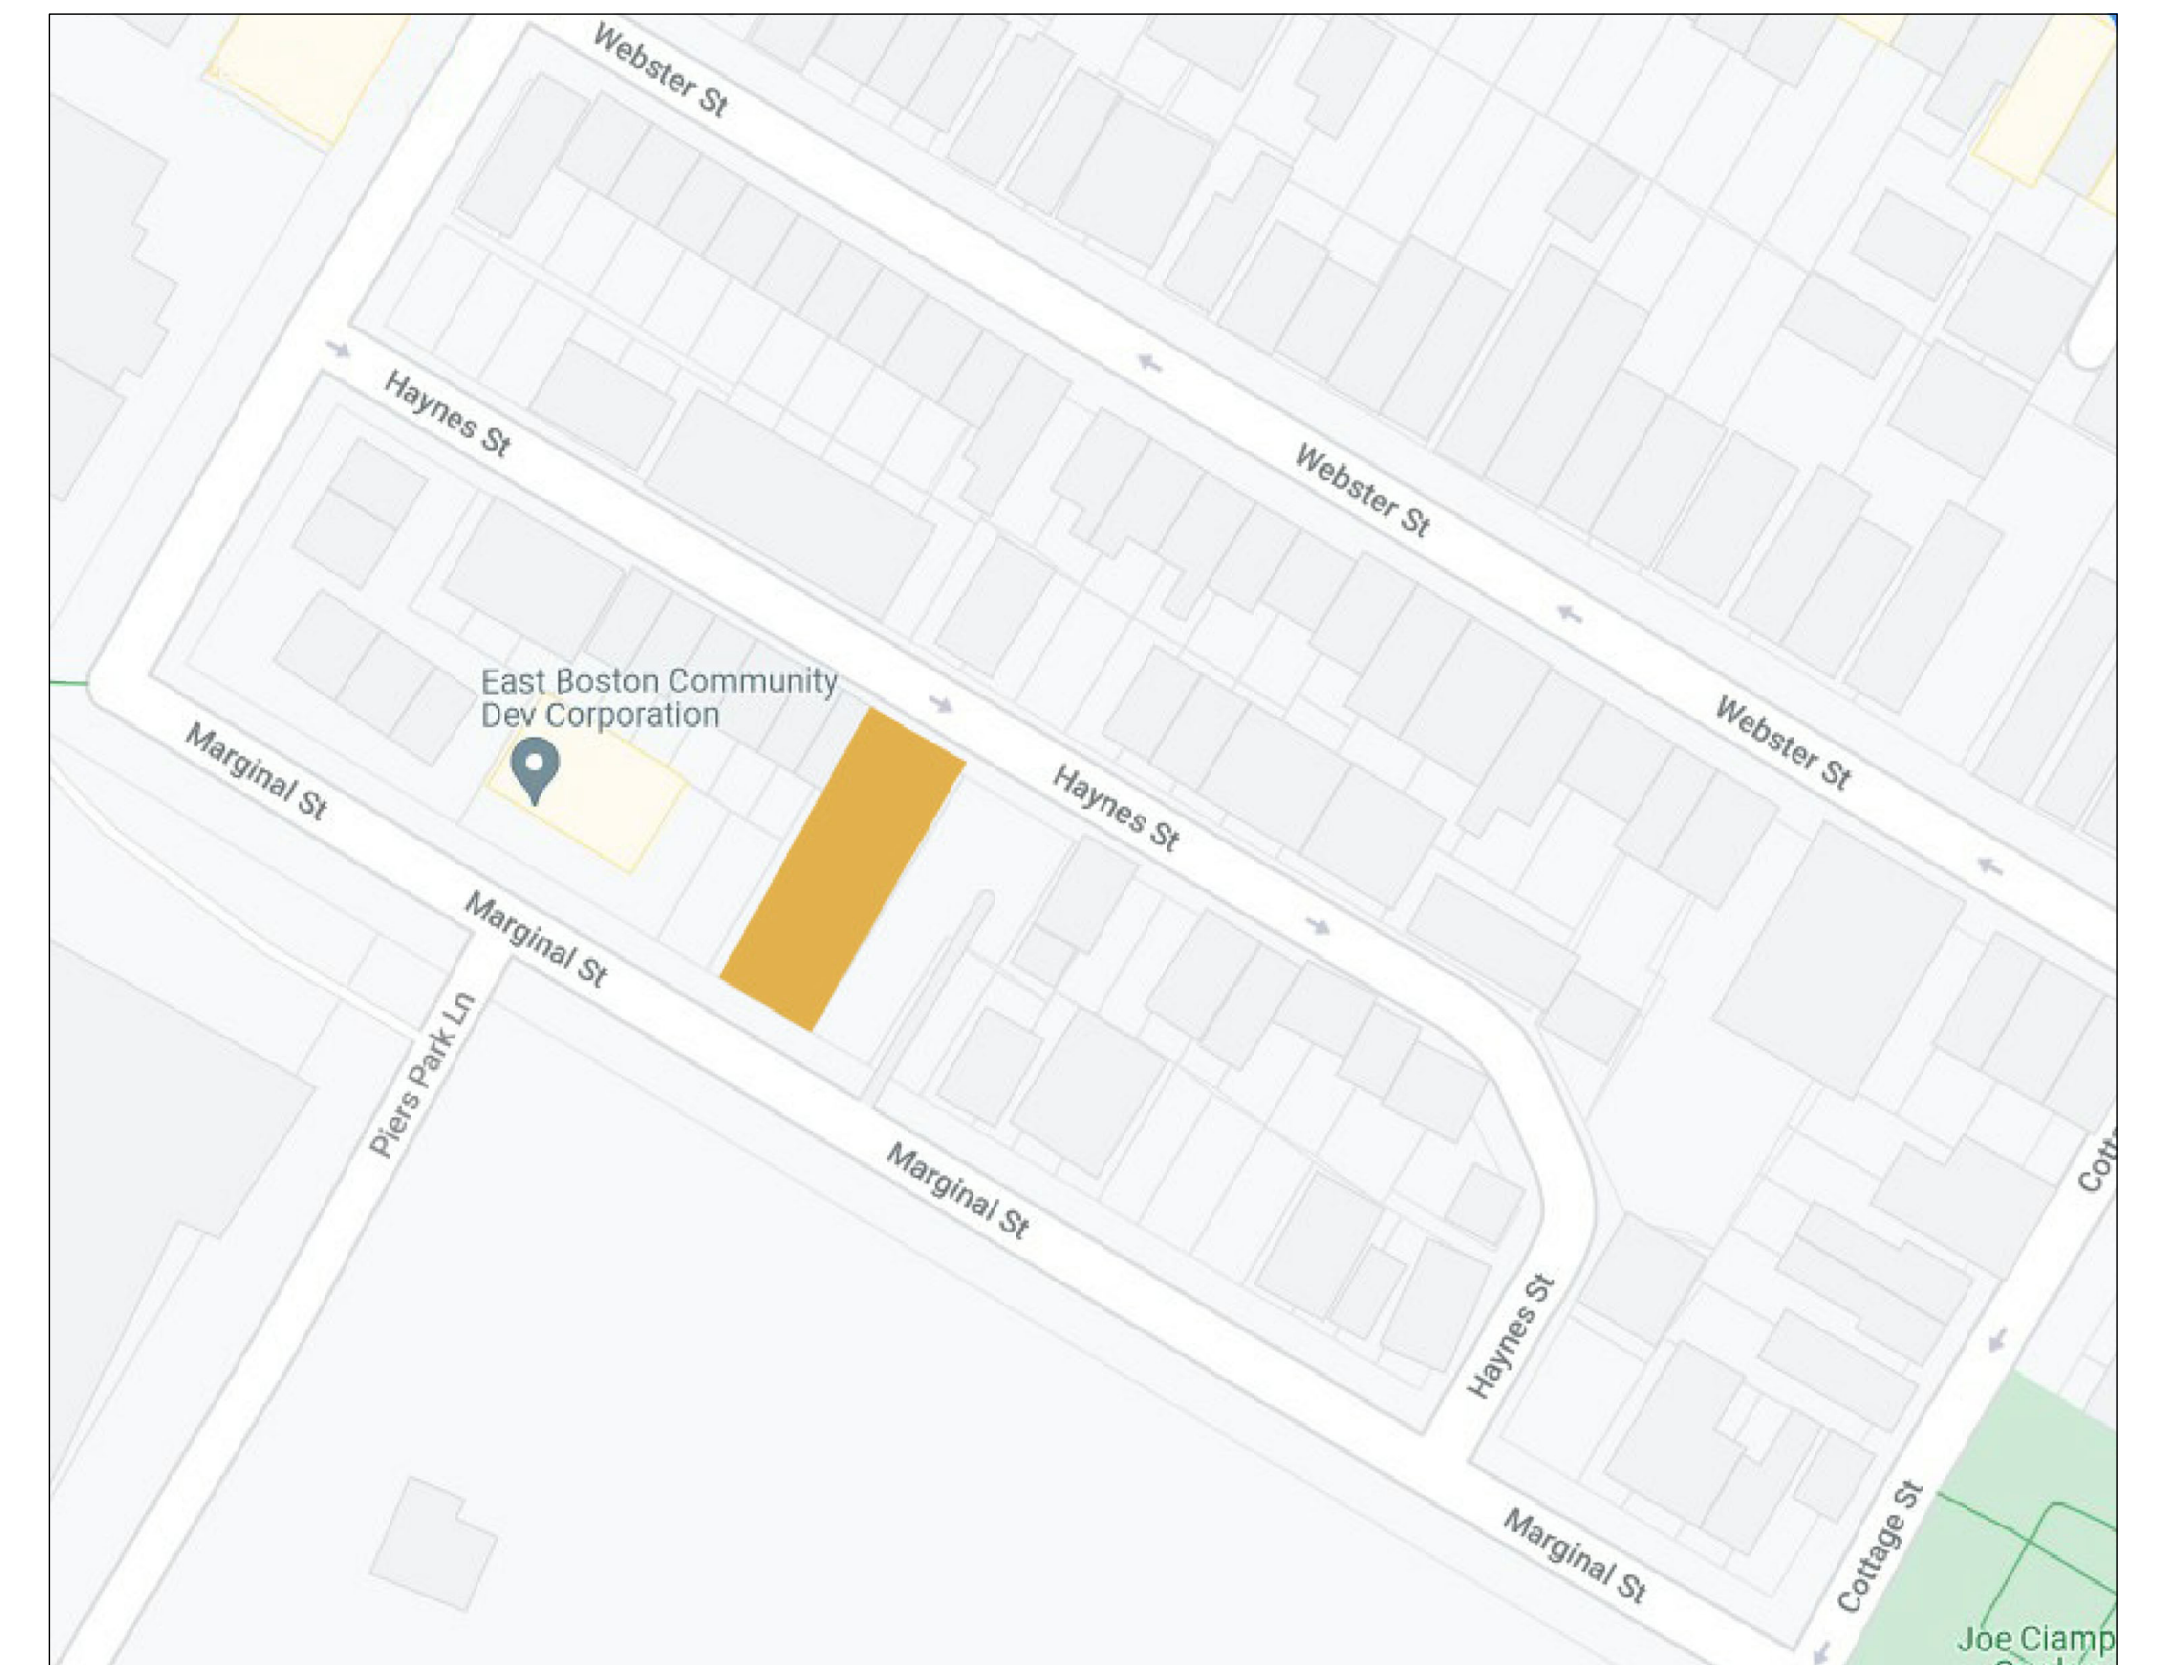 Webster St
Webster St
Webster St
Haynes St
East Boston Community
Dev Corporation
Marginal St
Haynes St
Marginal St
Piers Park Ln
Marginal St
Haynes St
Marginal St
Cottage St
Cott
Joe Ciamp